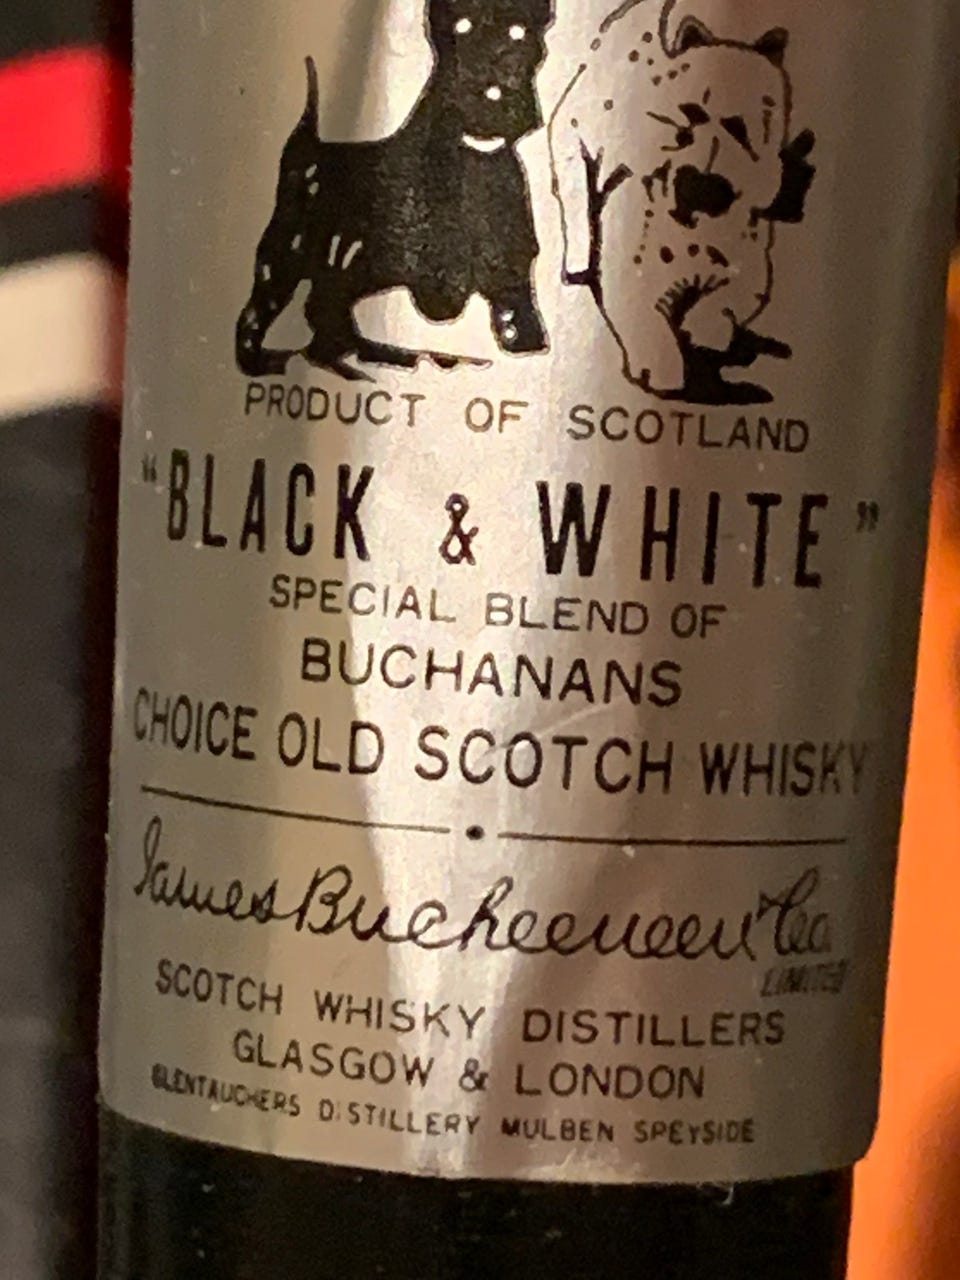 PRODUCT OF SCOTLAND
"BLACK & WHITE"
SPECIAL BLEND OF
BUCHANANS
CHOICE OLD SCOTCH WHISKY
James Buchanan & Co
LIMITED
SCOTCH WHISKY DISTILLERS
GLASGOW & LONDON
GLENTAUCHERS DISTILLERY MULBEN SPEYSIDE